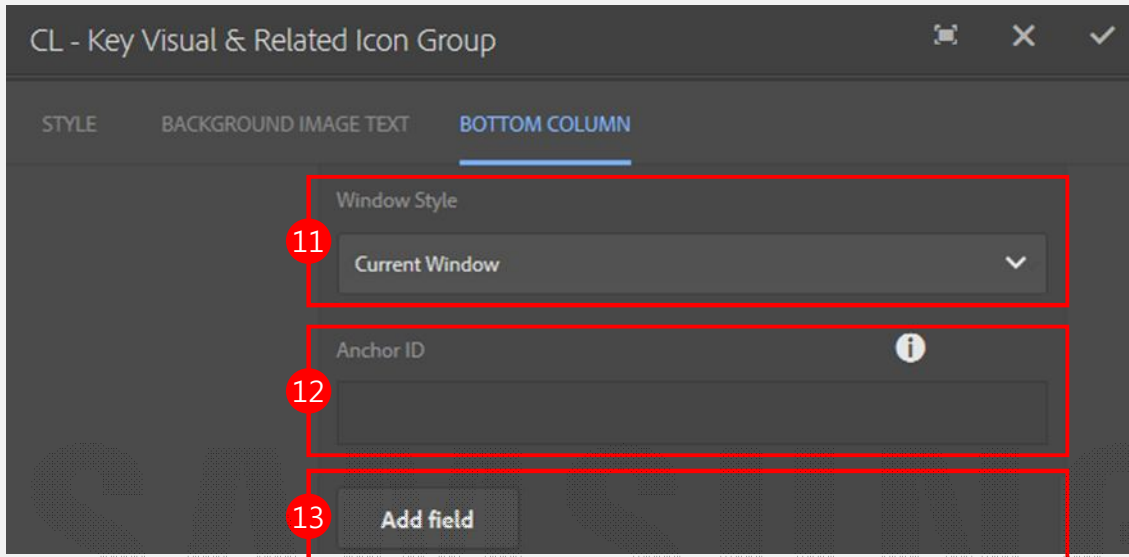 CL - Key Visual & Related Icon Group
STYLE BACKGROUND IMAGE TEXT BOTTOM COLUMN
Window Style
11
Current Window
Anchor ID
12
13
Add field
SAMSUNG